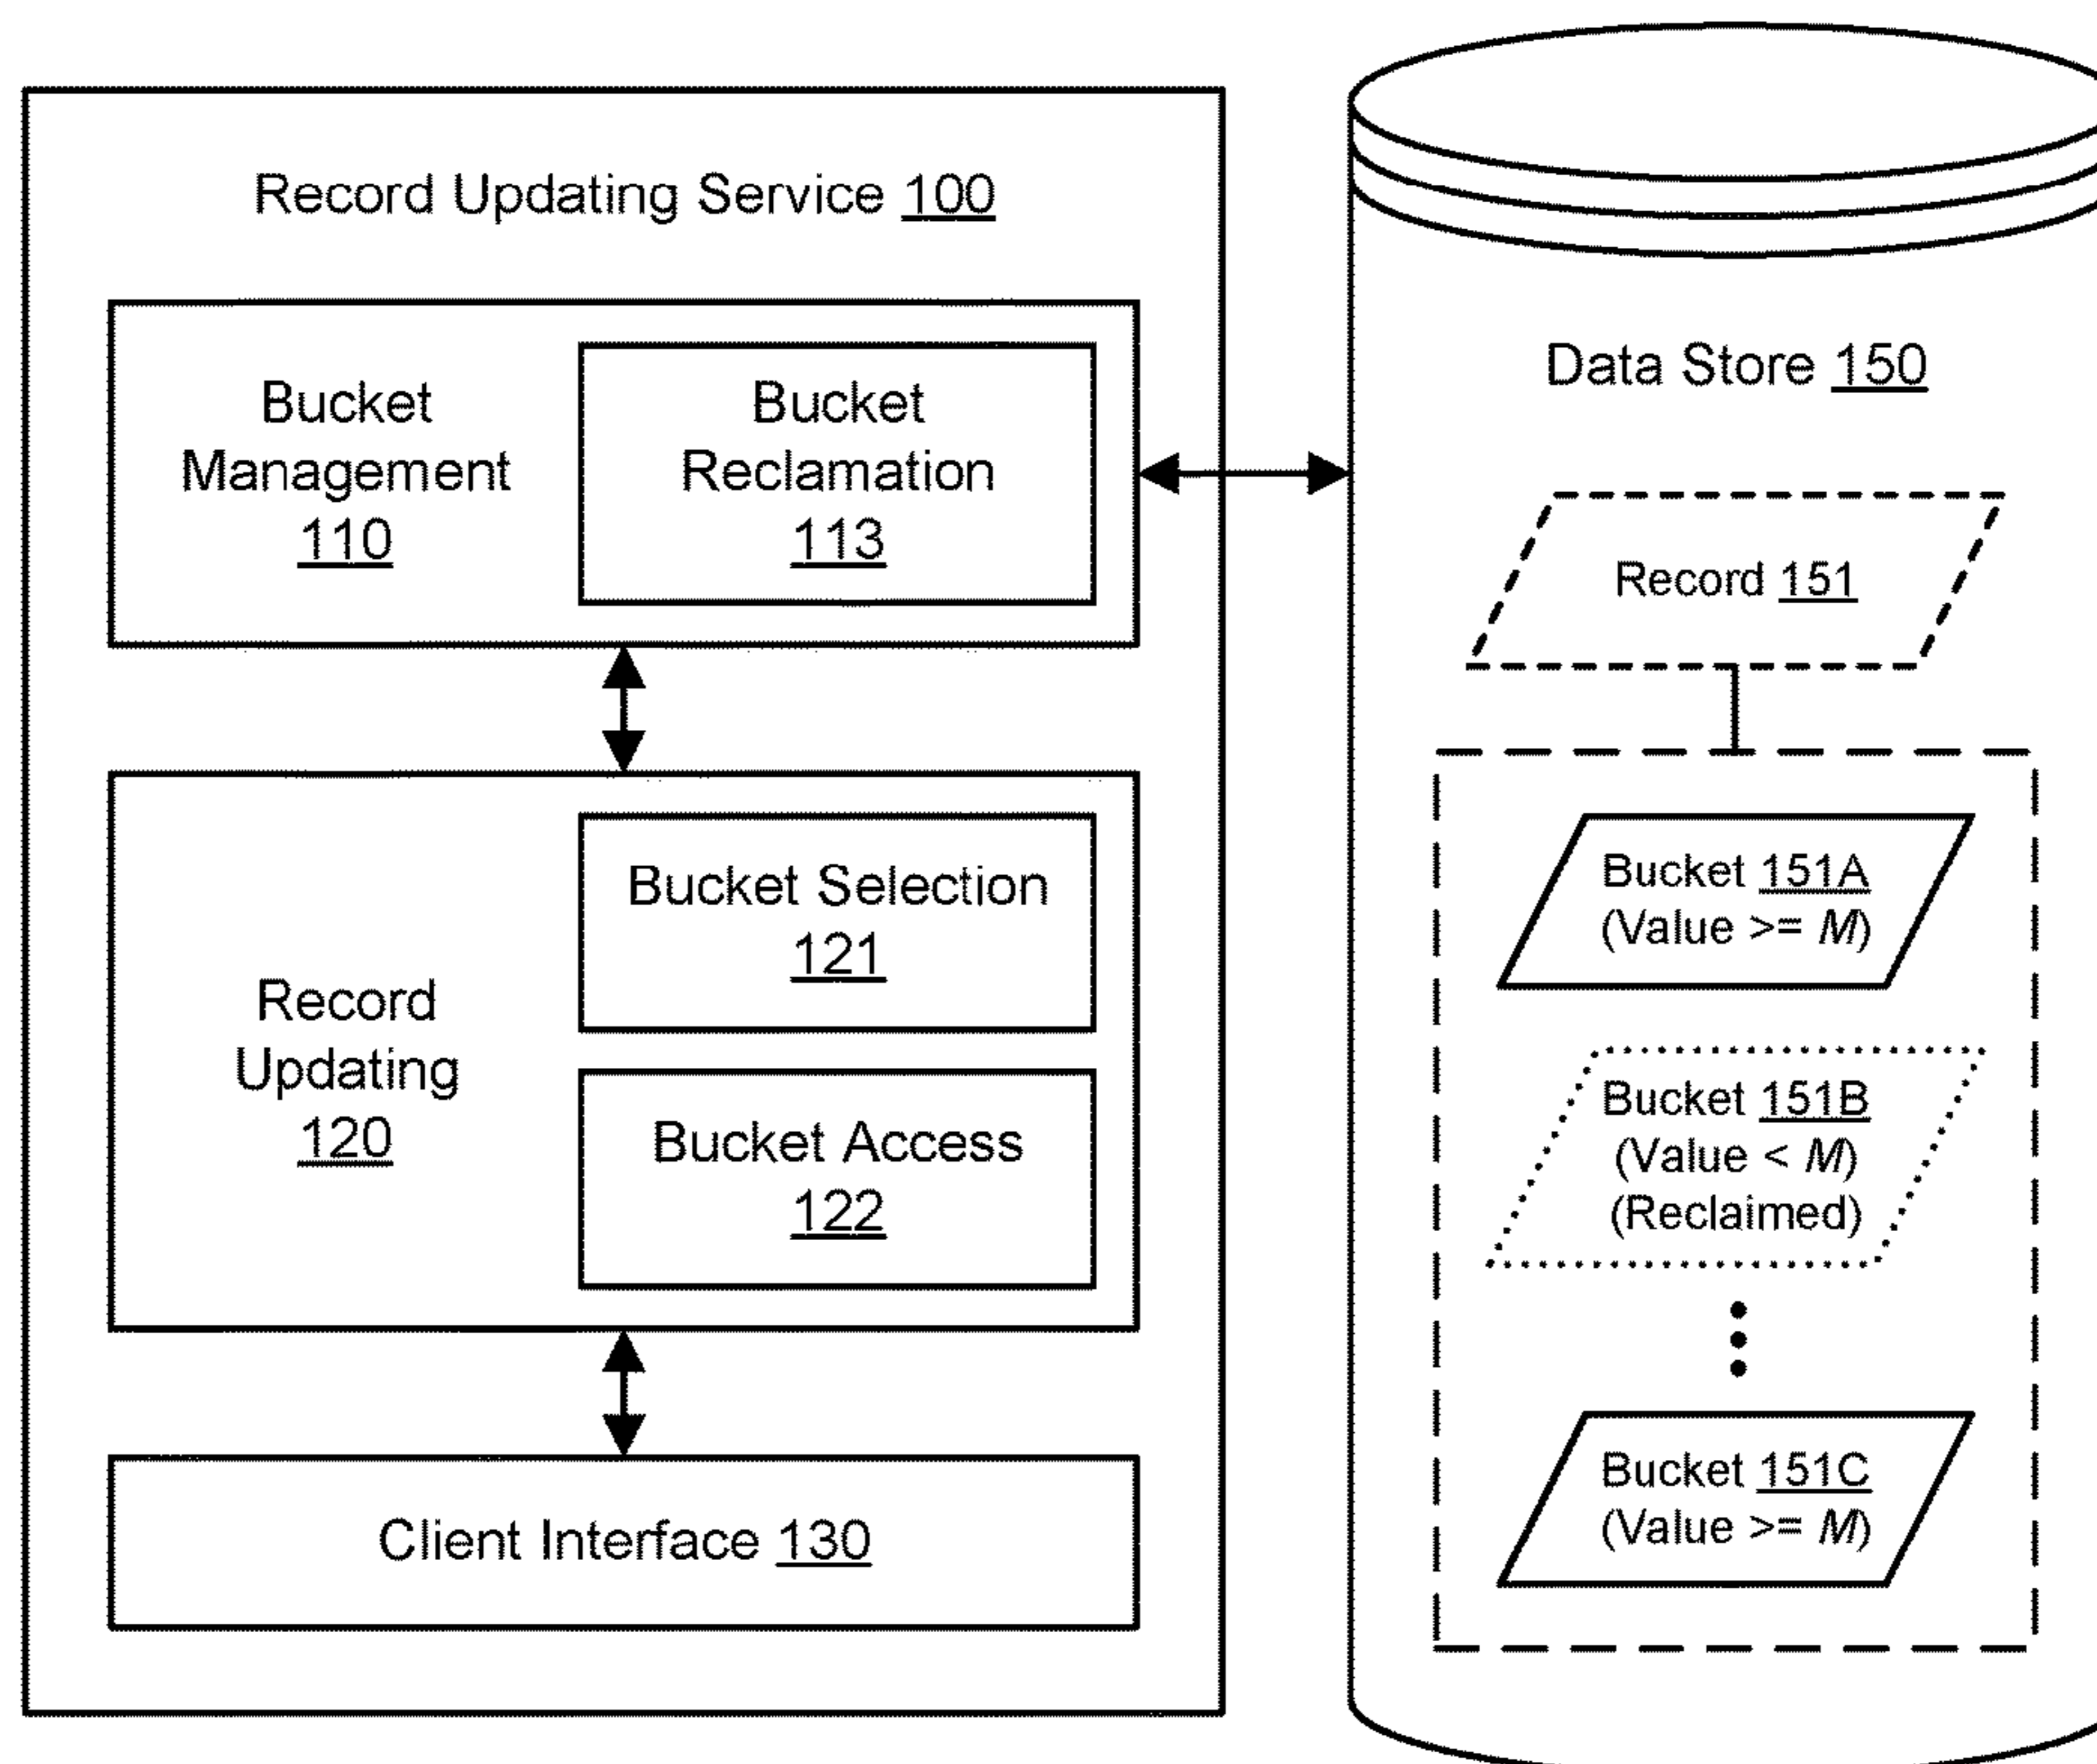 Record Updating Service 100
Bucket
Management
110
Bucket
Reclamation
113
Record
Updating
120
Bucket Selection
121
Bucket Access
122
Client Interface 130
Data Store 150
Record 151
Bucket 151A
(Value >= M)
Bucket 151B
(Value < M)
(Reclaimed)
Bucket 151C
(Value >= M)